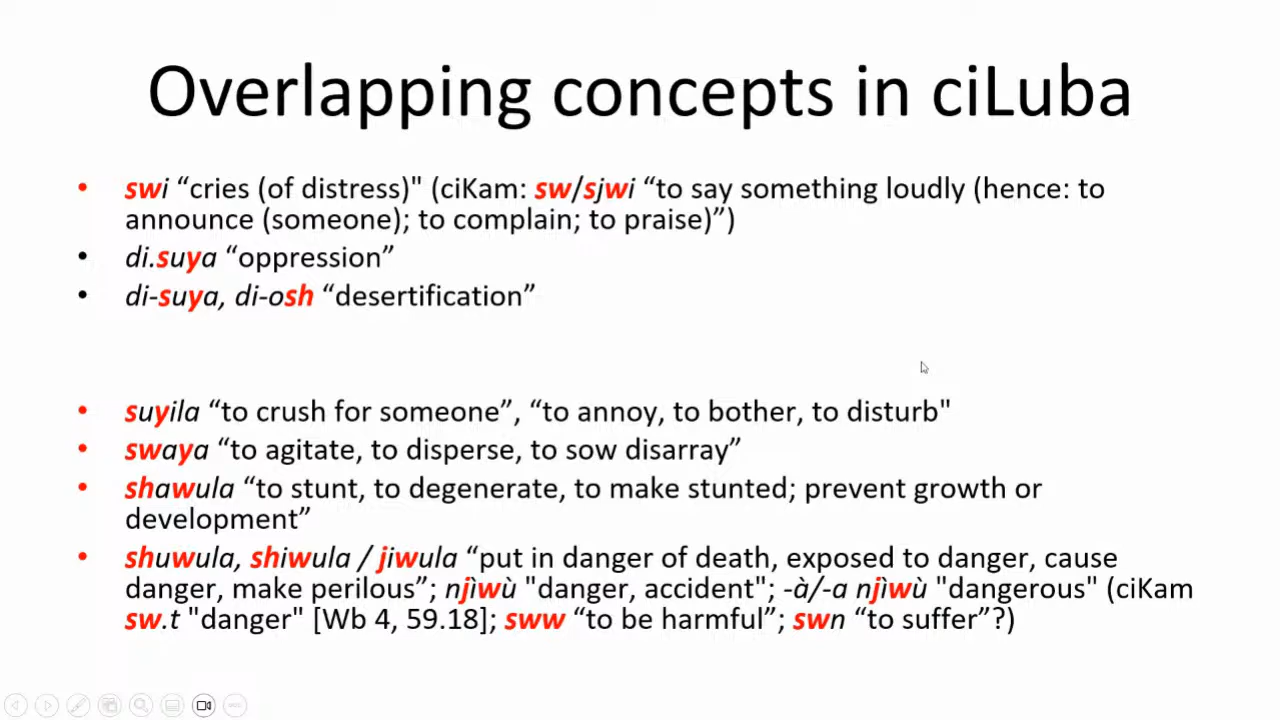 Overlapping concepts in ciLuba
• swi “cries (of distress)" (ciKam: sw/sjwi “to say something loudly (hence: to
announce (someone); to complain; to praise)”)
• di.suya “oppression”
• di-suya, di-osh “desertification”
• suyila “to crush for someone”, “to annoy, to bother, to disturb"
• swaya “to agitate, to disperse, to sow disarray”
• shawula “to stunt, to degenerate, to make stunted; prevent growth or
development”
• shuwula, shiwula / jiwula “put in danger of death, exposed to danger, cause
danger, make perilous”; njìwù "danger, accident"; -à/-a njìwù "dangerous" (ciKam
sw.t "danger" [Wb 4, 59.18]; sww “to be harmful”; swn “to suffer”?)